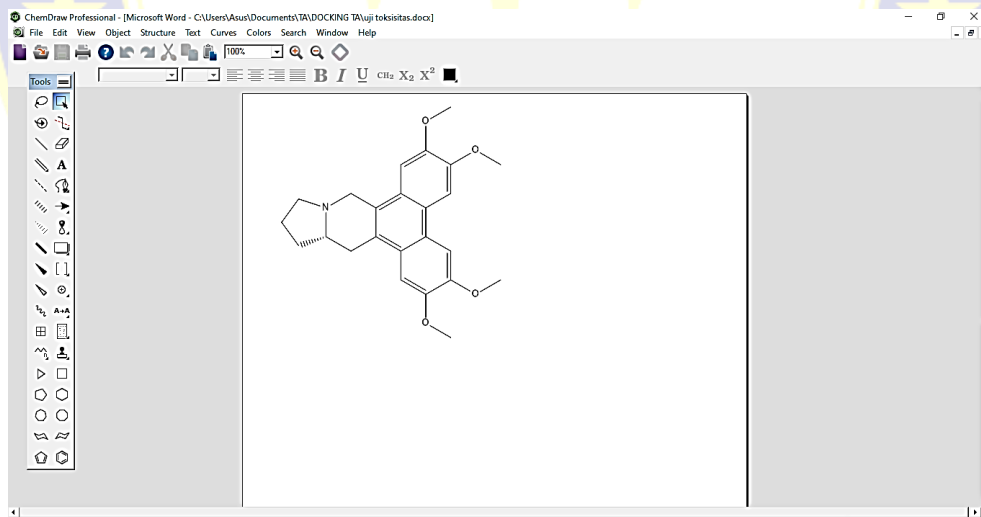 ChemDraw Professional - [Microsoft Word - C:\Users\Asus\Documents\TA\DOCKING TA\uji toksisitas.docx]
File Edit View Object Structure Text Curves Colors Search Window Help
100%
B I U CH₂ X₂ X²
Tools
A
A→A
O
O
N
O
O